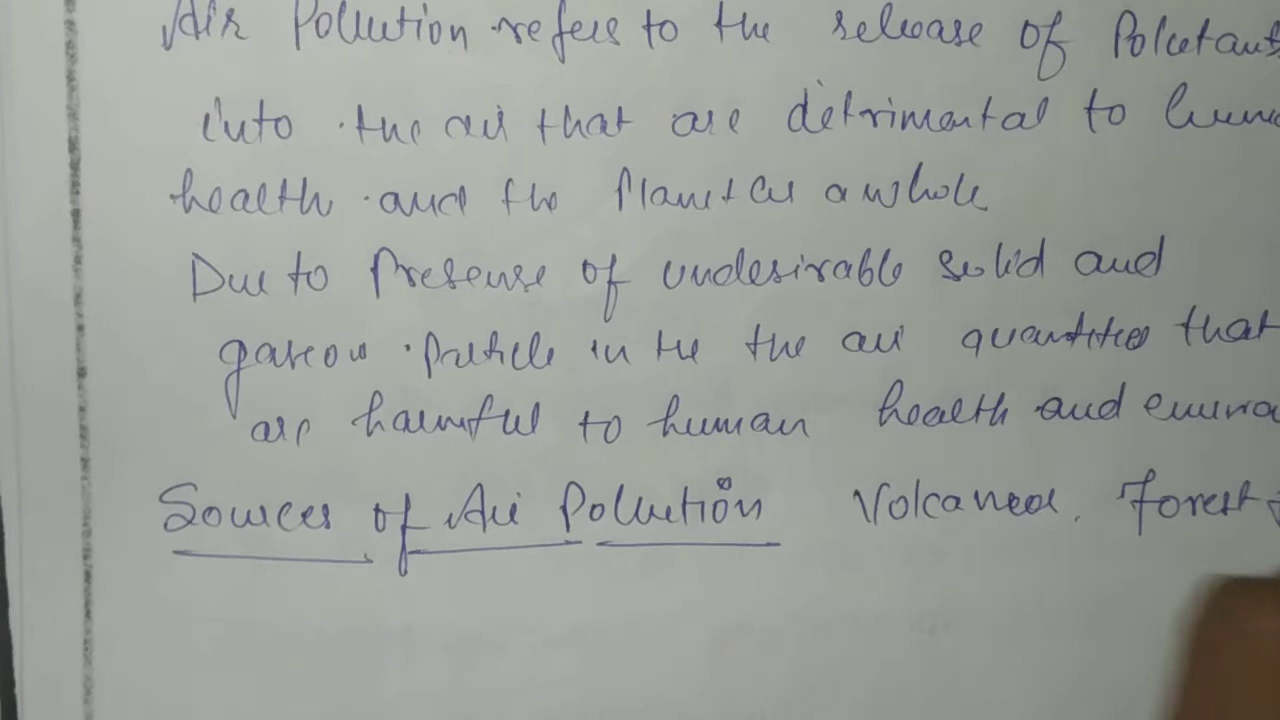 Air Pollution refers to the release of Pollutants
into the air that are detrimental to huma
health and the Planet as a whole
Due to Presense of undesirable solid and
gaseous particle in the the air quantities that
are harmful to human health and enviro
Sources of Air Pollution Volcanoes, Forest